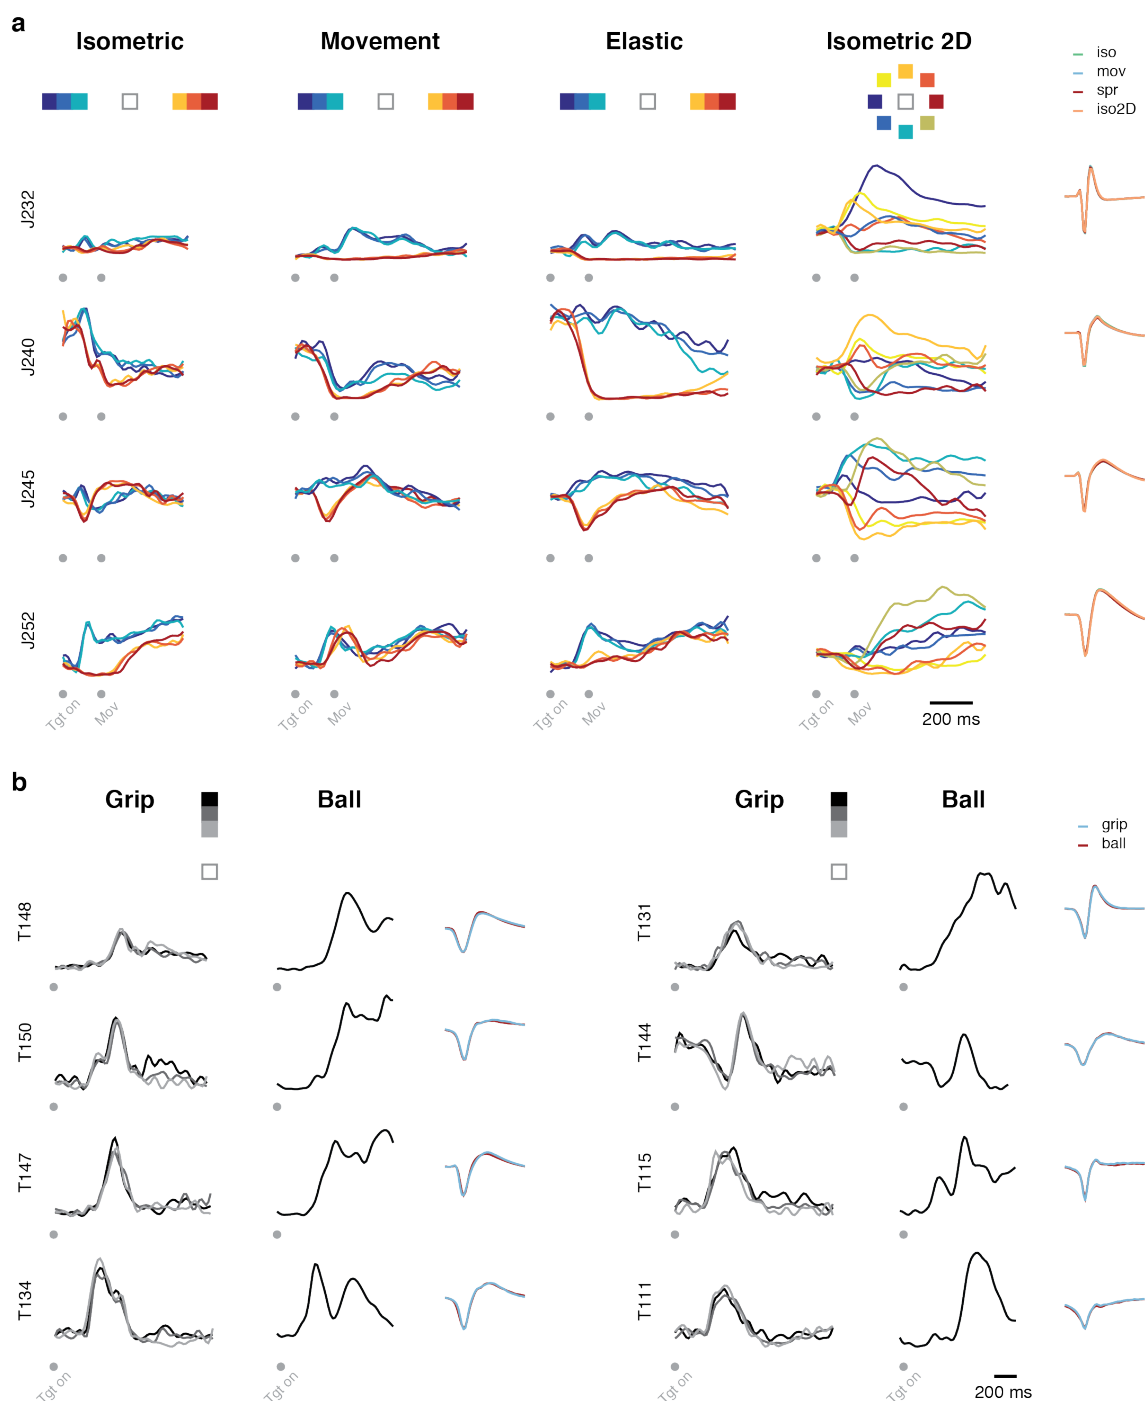 a
Isometric Movement Elastic Isometric 2D
iso
mov
spr
iso2D
J232
J240
J245
J252
Tgt on Mov Tgt on Mov Tgt on Mov Tgt on Mov
200 ms
b
Grip Ball Grip Ball
grip
ball
T148 T131
T150 T144
T147 T115
T134 T111
Tgt on Tgt on Tgt on Tgt on
200 ms